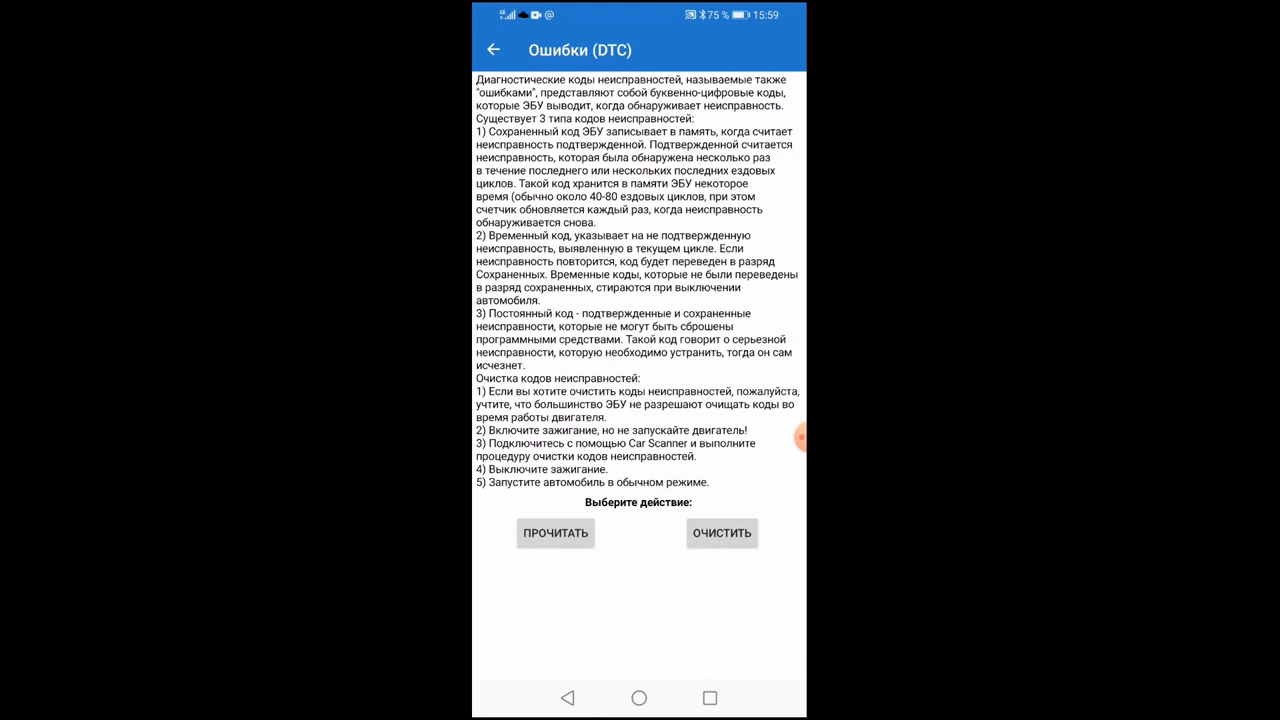 75 % 15:59
Ошибки (DTC)
Диагностические коды неисправностей, называемые также
"ошибками", представляют собой буквенно-цифровые коды,
которые ЭБУ выводит, когда обнаруживает неисправность.
Существует 3 типа кодов неисправностей:
1) Сохраненный код ЭБУ записывает в память, когда считает
неисправность подтвержденной. Подтвержденной считается
неисправность, которая была обнаружена несколько раз
в течение последнего или нескольких последних ездовых
циклов. Такой код хранится в памяти ЭБУ некоторое
время (обычно около 40-80 ездовых циклов, при этом
счетчик обновляется каждый раз, когда неисправность
обнаруживается снова.
2) Временный код, указывает на не подтвержденную
неисправность, выявленную в текущем цикле. Если
неисправность повторится, код будет переведен в разряд
Сохраненных. Временные коды, которые не были переведены
в разряд сохраненных, стираются при выключении
автомобиля.
3) Постоянный код - подтвержденные и сохраненные
неисправности, которые не могут быть сброшены
программными средствами. Такой код говорит о серьезной
неисправности, которую необходимо устранить, тогда он сам
исчезнет.
Очистка кодов неисправностей:
1) Если вы хотите очистить коды неисправностей, пожалуйста,
учтите, что большинство ЭБУ не разрешают очищать коды во
время работы двигателя.
2) Включите зажигание, но не запускайте двигатель!
3) Подключитесь с помощью Car Scanner и выполните
процедуру очистки кодов неисправностей.
4) Выключите зажигание.
5) Запустите автомобиль в обычном режиме.
Выберите действие:
ПРОЧИТАТЬ ОЧИСТИТЬ